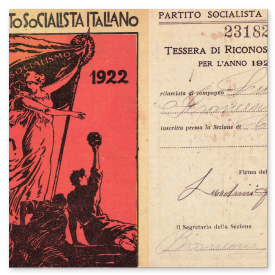 TO SOCIALISTA ITALIANO
SOCIALISMO
1922
PARTITO SOCIALISTA
23182
TESSERA DI RICONOS
PER L'ANNO 192
rilasciata al compagno
inscritto presso la Sezione di
Firma del
Il Segretario della Sezione